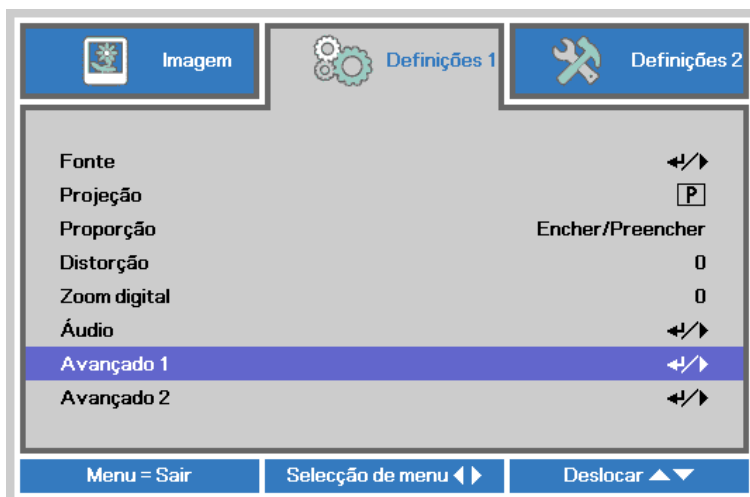 Imagem Definições 1 Definições 2
Fonte ↵/▶
Projeção P
Proporção Encher/Preencher
Distorção 0
Zoom digital 0
Áudio ↵/▶
Avançado 1 ↵/▶
Avançado 2 ↵/▶
Menu = Sair Selecção de menu ◀▶ Deslocar ▲▼